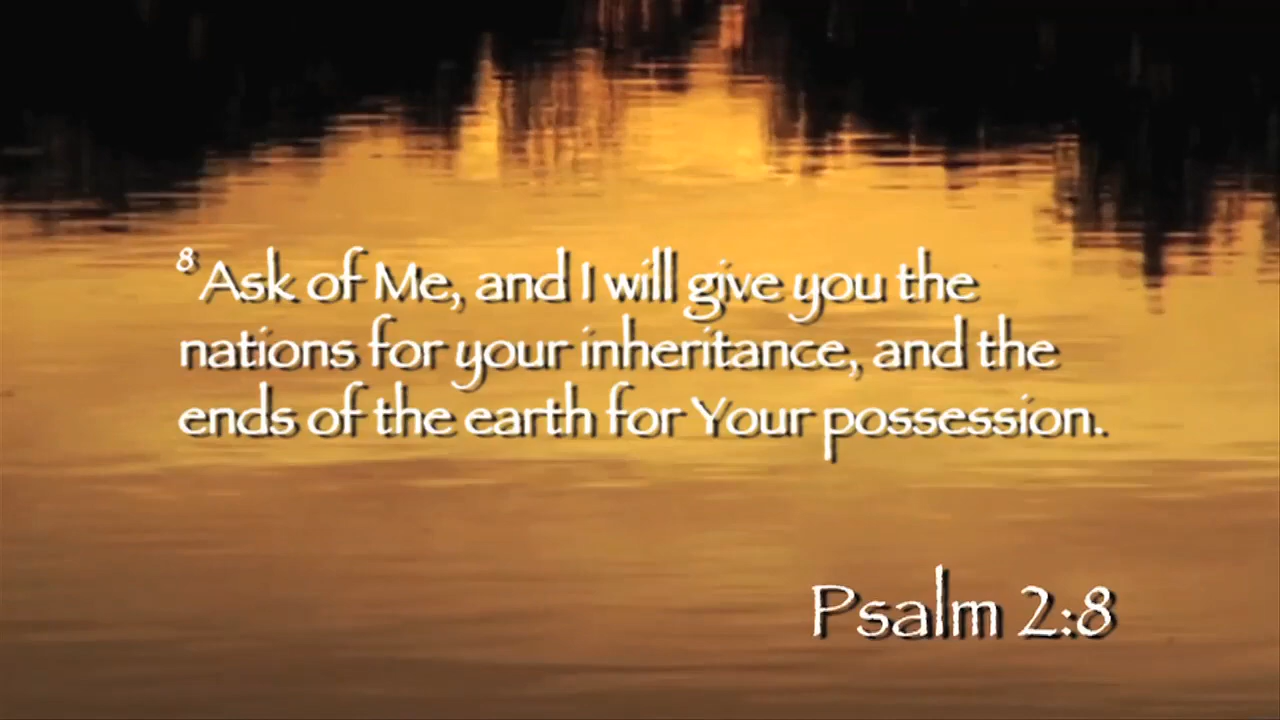 8 Ask of Me, and I will give you the
nations for your inheritance, and the
ends of the earth for Your possession.
Psalm 2:8